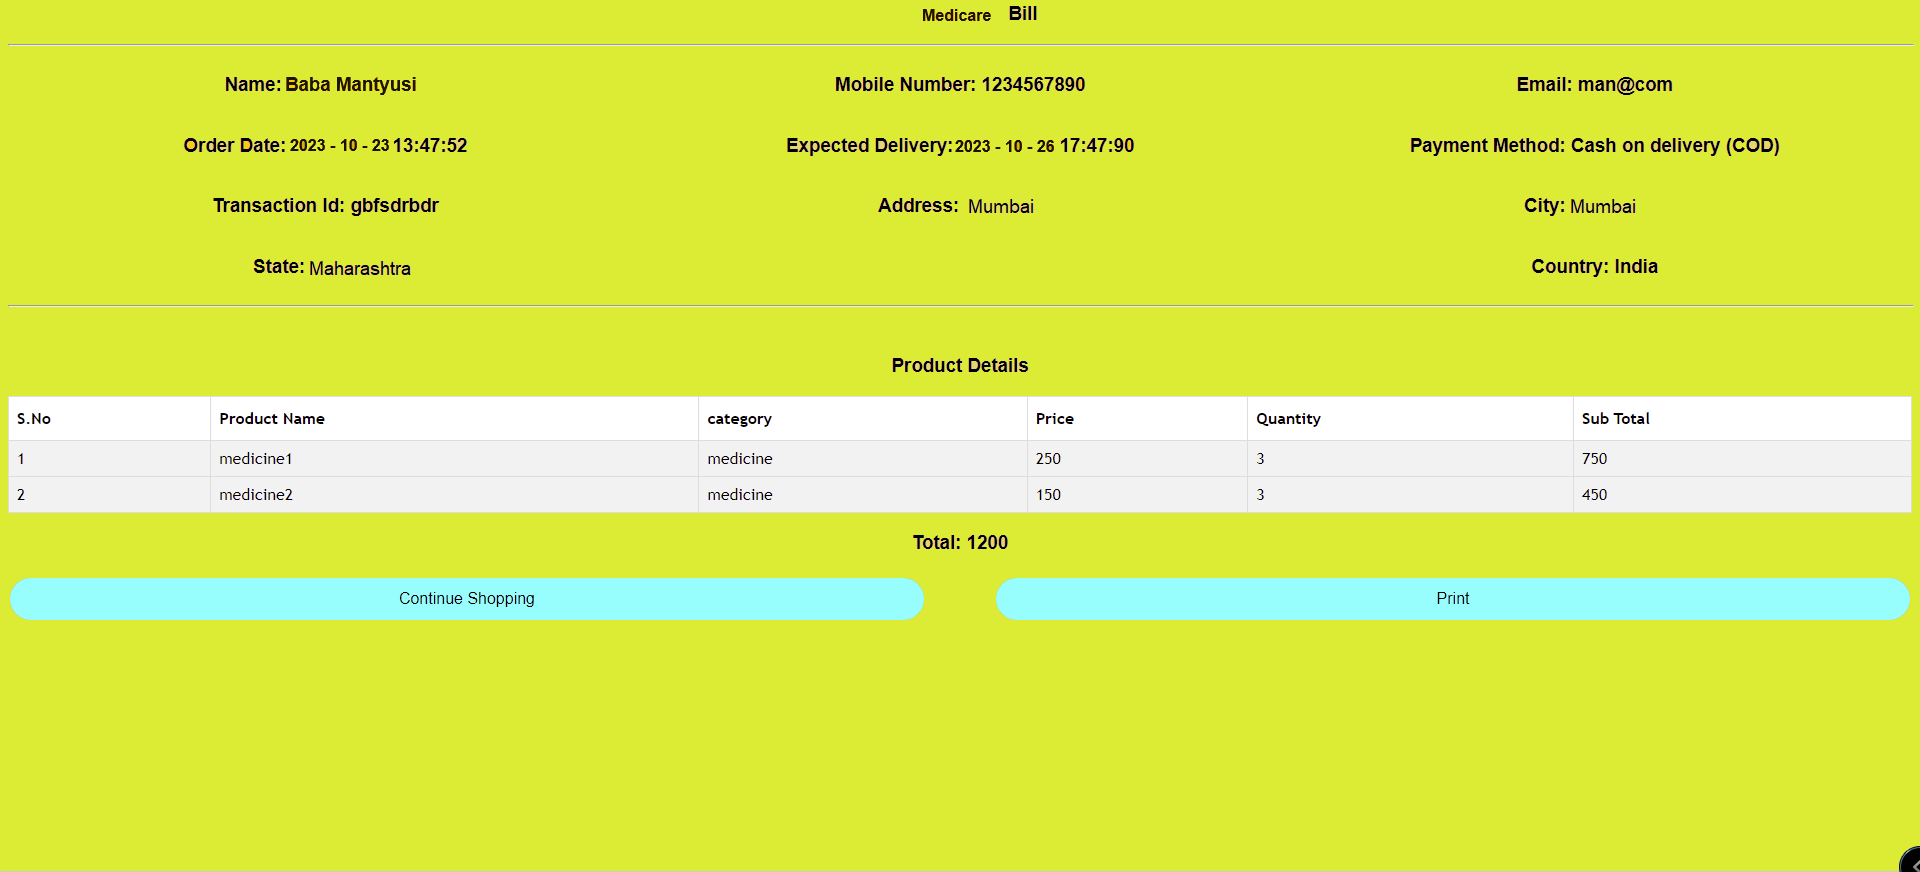 Medicare Bill
Name: Baba Mantyusi Mobile Number: 1234567890 Email: man@com
Order Date: 2023 - 10 - 23 13:47:52 Expected Delivery: 2023 - 10 - 26 17:47:90 Payment Method: Cash on delivery (COD)
Transaction Id: gbfsdrbdr Address: Mumbai City: Mumbai
State: Maharashtra Country: India
Product Details
S.No Product Name category Price Quantity Sub Total
1 medicine1 medicine 250 3 750
2 medicine2 medicine 150 3 450
Total: 1200
Continue Shopping Print